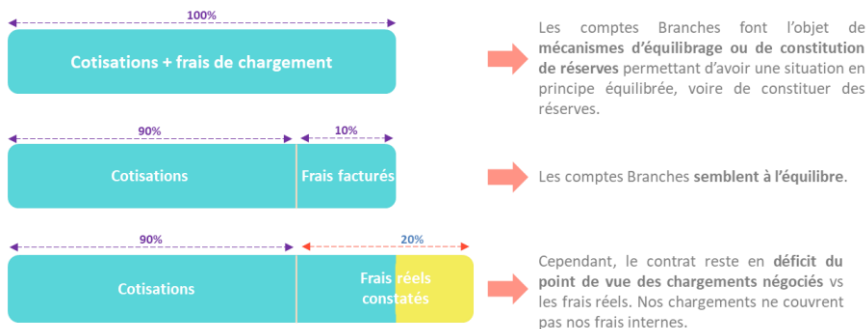 100%
Cotisations + frais de chargement
Les comptes Branches font l'objet de
mécanismes d'équilibrage ou de constitution
de réserves permettant d'avoir une situation en
principe équilibrée, voire de constituer des
réserves.
90%
10%
Cotisations
Frais facturés
Les comptes Branches semblent à l'équilibre.
90%
20%
Cotisations
Frais réels
constatés
Cependant, le contrat reste en déficit du
point de vue des chargements négociés vs
les frais réels. Nos chargements ne couvrent
pas nos frais internes.